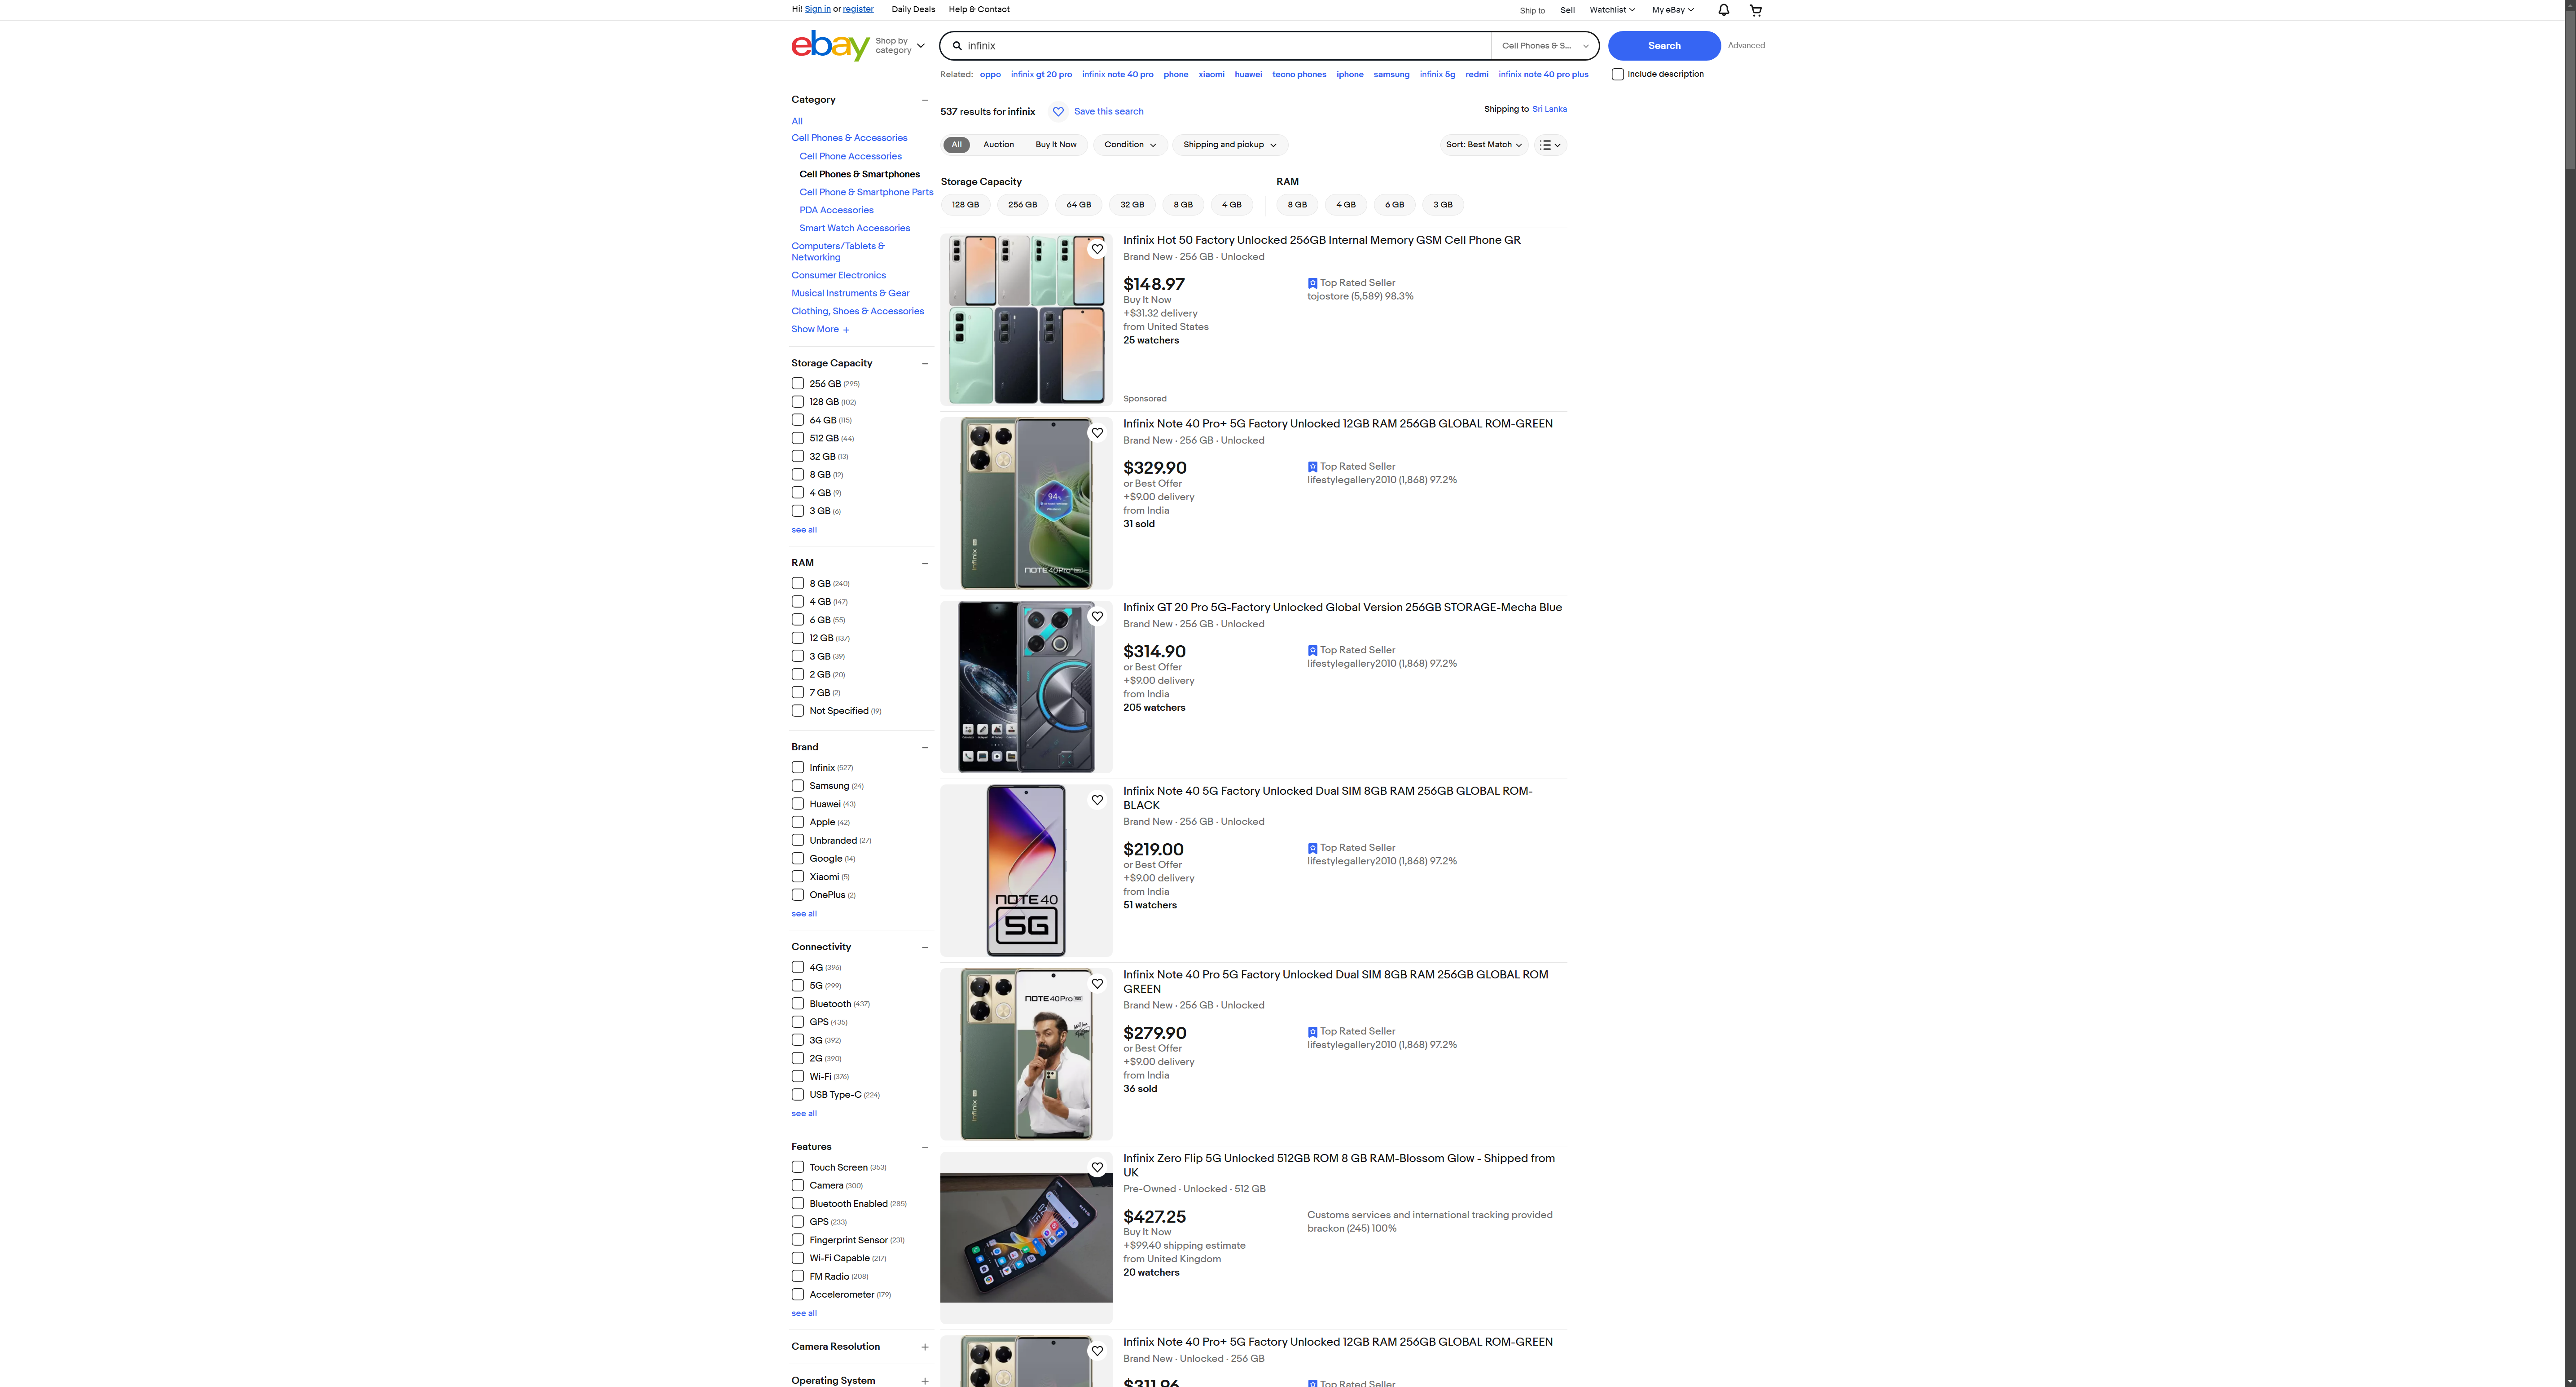 Hi! Sign in or register Daily Deals Help & Contact Ship to Sell Watchlist My eBay
ebay Shop by category infinix Cell Phones & S... Search Advanced
Related: oppo infinix gt 20 pro infinix note 40 pro phone xiaomi huawei tecno phones iphone samsung infinix 5g redmi infinix note 40 pro plus Include description
Category
All
Cell Phones & Accessories
Cell Phone Accessories
Cell Phones & Smartphones
Cell Phone & Smartphone Parts
PDA Accessories
Smart Watch Accessories
Computers/Tablets &
Networking
Consumer Electronics
Musical Instruments & Gear
Clothing, Shoes & Accessories
Show More
Storage Capacity
256 GB (295)
128 GB (102)
64 GB (115)
512 GB (44)
32 GB (13)
8 GB (12)
4 GB (9)
3 GB (6)
see all
RAM
8 GB (240)
4 GB (147)
6 GB (55)
12 GB (137)
3 GB (39)
2 GB (20)
7 GB (2)
Not Specified (19)
Brand
Infinix (527)
Samsung (24)
Huawei (43)
Apple (42)
Unbranded (27)
Google (14)
Xiaomi (5)
OnePlus (2)
see all
Connectivity
4G (396)
5G (299)
Bluetooth (437)
GPS (435)
3G (392)
2G (390)
Wi-Fi (376)
USB Type-C (224)
see all
Features
Touch Screen (353)
Camera (300)
Bluetooth Enabled (285)
GPS (233)
Fingerprint Sensor (231)
Wi-Fi Capable (217)
FM Radio (208)
Accelerometer (179)
see all
Camera Resolution
Operating System
537 results for infinix Save this search Shipping to Sri Lanka
All Auction Buy It Now Condition Shipping and pickup Sort: Best Match
Storage Capacity RAM
128 GB 256 GB 64 GB 32 GB 8 GB 4 GB 8 GB 4 GB 6 GB 3 GB
Infinix Hot 50 Factory Unlocked 256GB Internal Memory GSM Cell Phone GR
Brand New · 256 GB · Unlocked
$148.97
Buy It Now
+$31.32 delivery
from United States
25 watchers
Top Rated Seller
tojostore (5,589) 98.3%
Sponsored
Infinix Note 40 Pro+ 5G Factory Unlocked 12GB RAM 256GB GLOBAL ROM-GREEN
Brand New · 256 GB · Unlocked
$329.90
or Best Offer
+$9.00 delivery
from India
31 sold
Top Rated Seller
lifestylegallery2010 (1,868) 97.2%
94
Infinix
NOTE 40 Pro+
Infinix GT 20 Pro 5G-Factory Unlocked Global Version 256GB STORAGE-Mecha Blue
Brand New · 256 GB · Unlocked
$314.90
or Best Offer
+$9.00 delivery
from India
205 watchers
Top Rated Seller
lifestylegallery2010 (1,868) 97.2%
Infinix Note 40 5G Factory Unlocked Dual SIM 8GB RAM 256GB GLOBAL ROM-
BLACK
Brand New · 256 GB · Unlocked
$219.00
or Best Offer
+$9.00 delivery
from India
51 watchers
Top Rated Seller
lifestylegallery2010 (1,868) 97.2%
NOTE 40
5G
Infinix Note 40 Pro 5G Factory Unlocked Dual SIM 8GB RAM 256GB GLOBAL ROM
GREEN
Brand New · 256 GB · Unlocked
$279.90
or Best Offer
+$9.00 delivery
from India
36 sold
Top Rated Seller
lifestylegallery2010 (1,868) 97.2%
NOTE 40 Pro 5G
Infinix
Infinix Zero Flip 5G Unlocked 512GB ROM 8 GB RAM-Blossom Glow - Shipped from
UK
Pre-Owned · Unlocked · 512 GB
$427.25
Buy It Now
+$99.40 shipping estimate
from United Kingdom
20 watchers
Customs services and international tracking provided
brackon (245) 100%
Infinix Note 40 Pro+ 5G Factory Unlocked 12GB RAM 256GB GLOBAL ROM-GREEN
Brand New · Unlocked · 256 GB
$311.96
Top Rated Seller